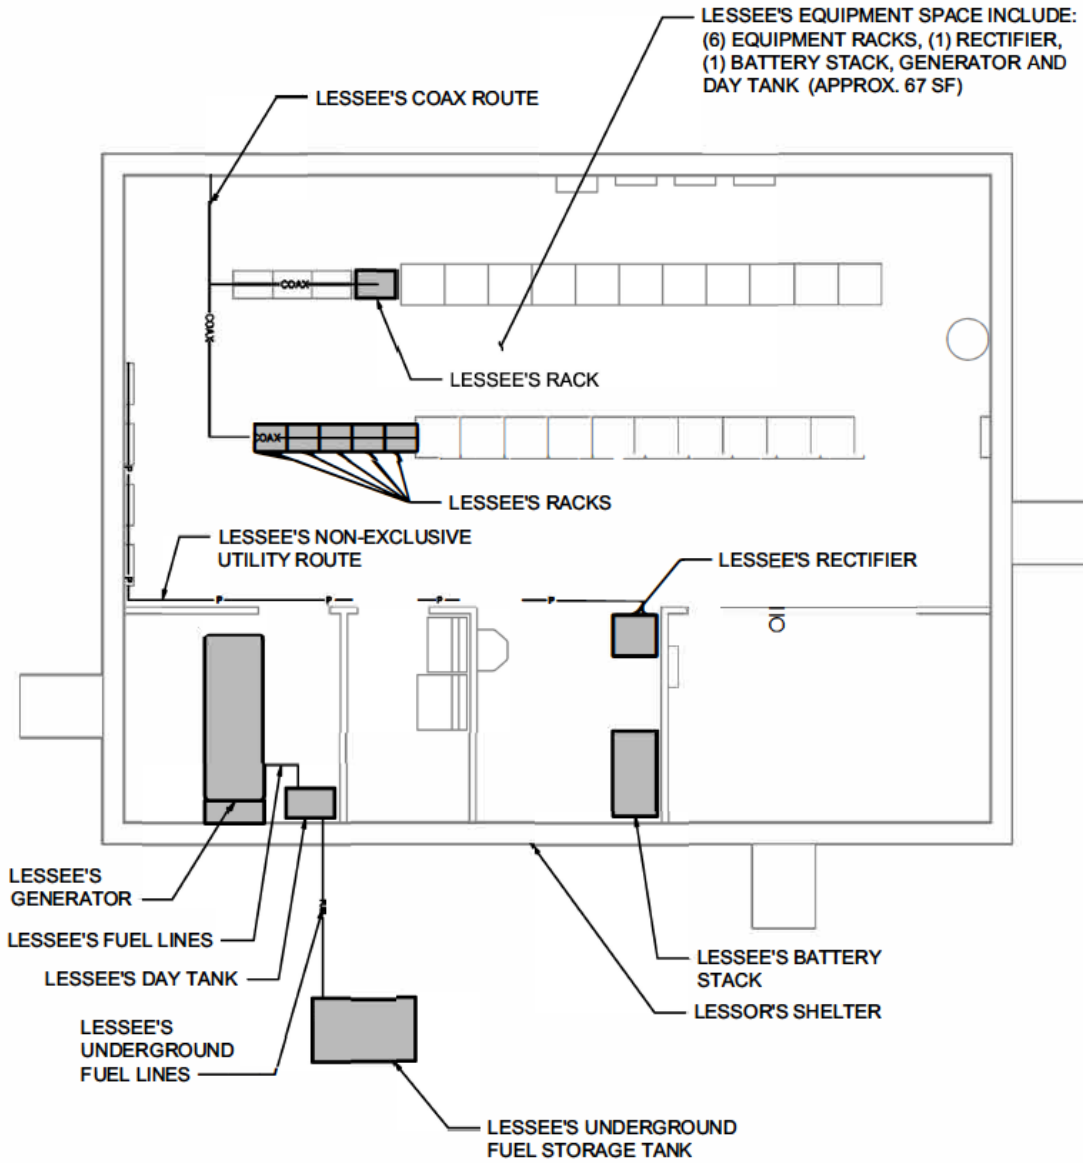 LESSEE'S EQUIPMENT SPACE INCLUDE:
(6) EQUIPMENT RACKS, (1) RECTIFIER,
(1) BATTERY STACK, GENERATOR AND
DAY TANK (APPROX. 67 SF)
LESSEE'S COAX ROUTE
COAX
COAX
LESSEE'S RACK
COAX
LESSEE'S RACKS
P
LESSEE'S NON-EXCLUSIVE
UTILITY ROUTE
LESSEE'S RECTIFIER
P
P
P
P
P
LESSEE'S
GENERATOR
LESSEE'S FUEL LINES
LESSEE'S DAY TANK
LESSEE'S
UNDERGROUND
FUEL LINES
LESSEE'S BATTERY
STACK
LESSOR'S SHELTER
LESSEE'S UNDERGROUND
FUEL STORAGE TANK